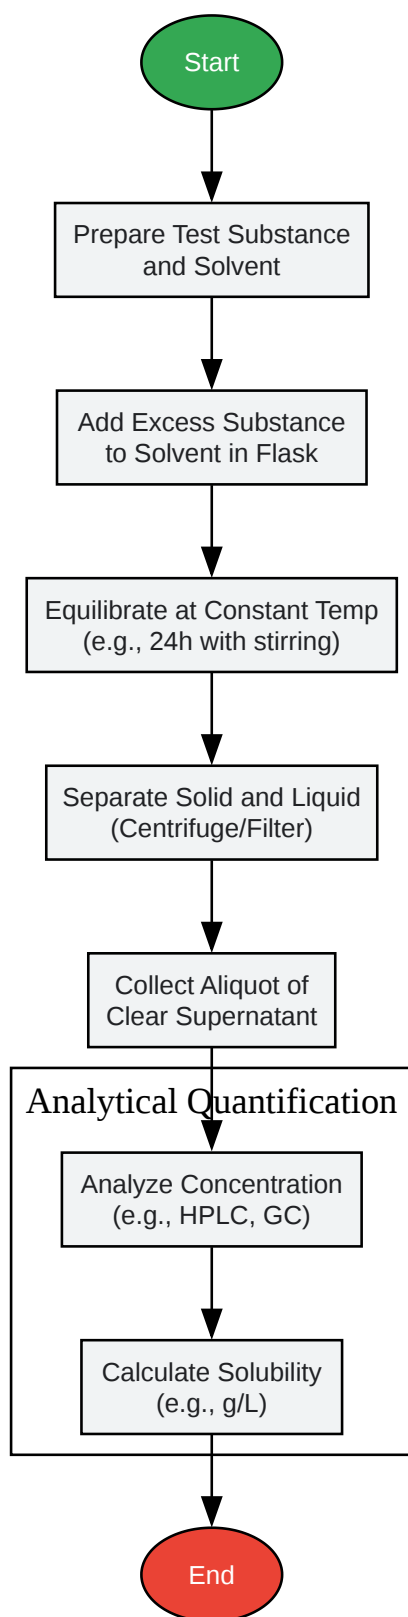 Start
Prepare Test Substance
and Solvent
Add Excess Substance
to Solvent in Flask
Equilibrate at Constant Temp
(e.g., 24h with stirring)
Separate Solid and Liquid
(Centrifuge/Filter)
Collect Aliquot of
Clear Supernatant
Analytical Quantification
Analyze Concentration
(e.g., HPLC, GC)
Calculate Solubility
(e.g., g/L)
End